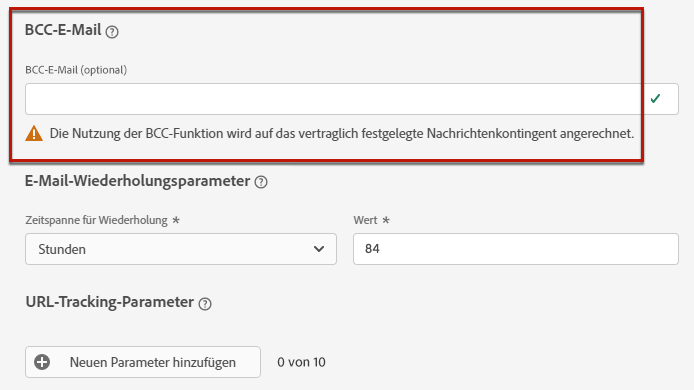 BCC-E-Mail
BCC-E-Mail (optional)
Die Nutzung der BCC-Funktion wird auf das vertraglich festgelegte Nachrichtenkontingent angerechnet.
E-Mail-Wiederholungsparameter
Zeitspanne für Wiederholung * Wert *
Stunden 84
URL-Tracking-Parameter
Neuen Parameter hinzufügen 0 von 10